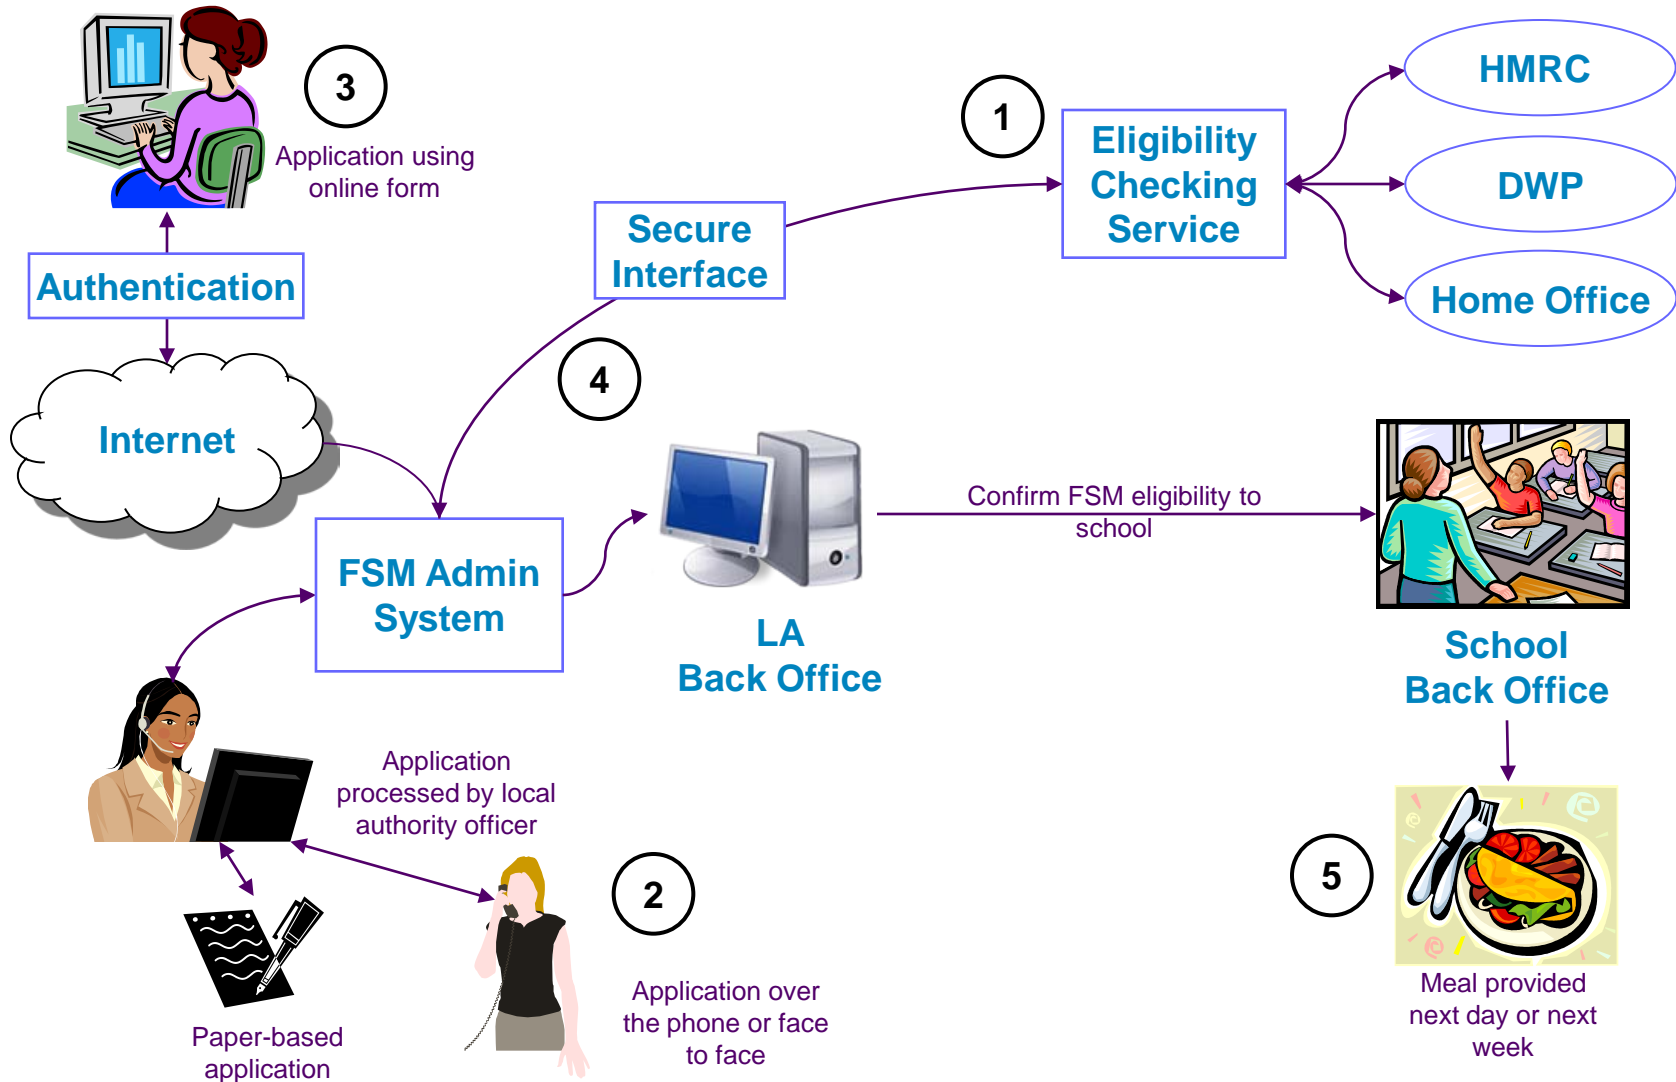 3
Application using
online form
Authentication
Internet
1
Eligibility
Checking
Service
HMRC
DWP
Home Office
Secure
Interface
4
FSM Admin
System
LA
Back Office
Confirm FSM eligibility to
school
School
Back Office
Application
processed by local
authority officer
2
Application over
the phone or face
to face
Paper-based
application
5
Meal provided
next day or next
week